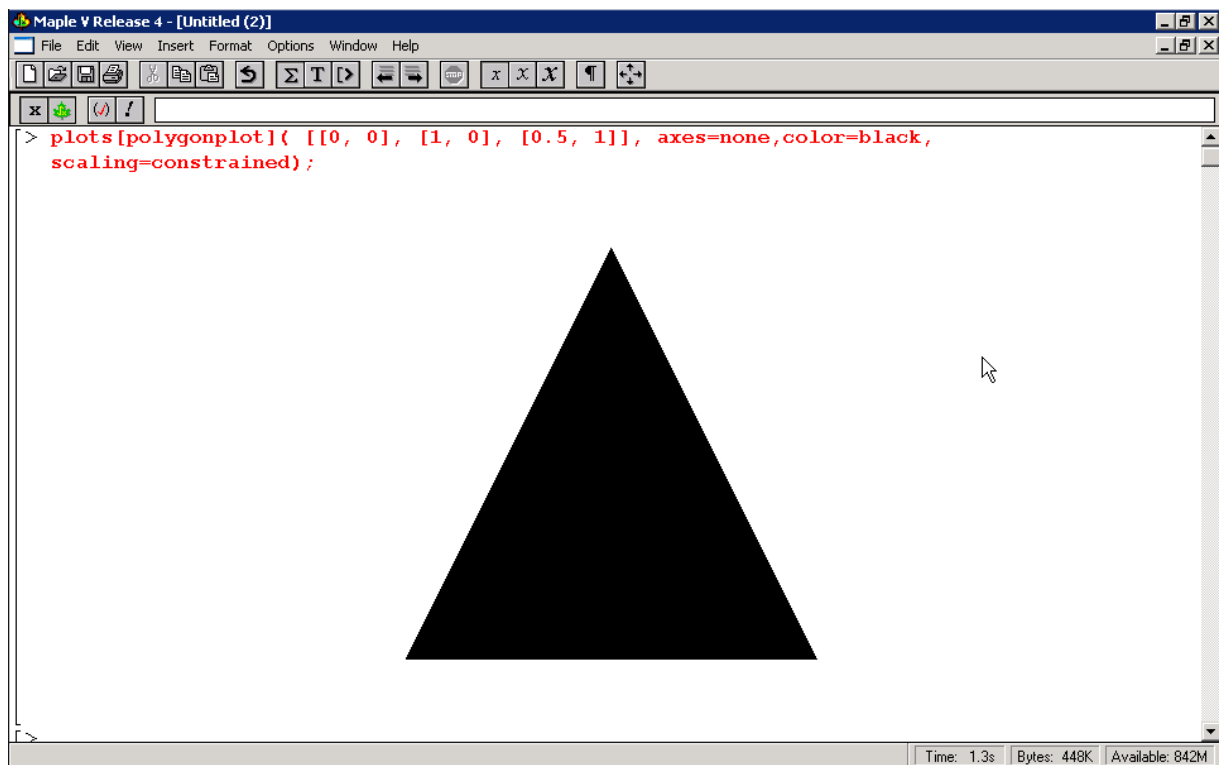 Maple V Release 4 - [Untitled (2)]
File Edit View Insert Format Options Window Help
Σ T [> STOP x x x ¶
x (√) !
[> plots[polygonplot]( [[0, 0], [1, 0], [0.5, 1]], axes=none,color=black,
scaling=constrained);
[>
Time: 1.3s Bytes: 448K Available: 842M